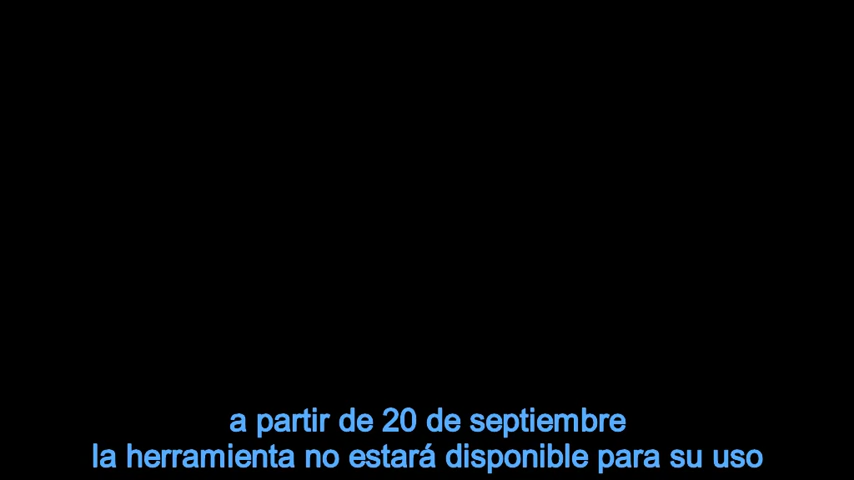 a partir de 20 de septiembre
la herramienta no estará disponible para su uso